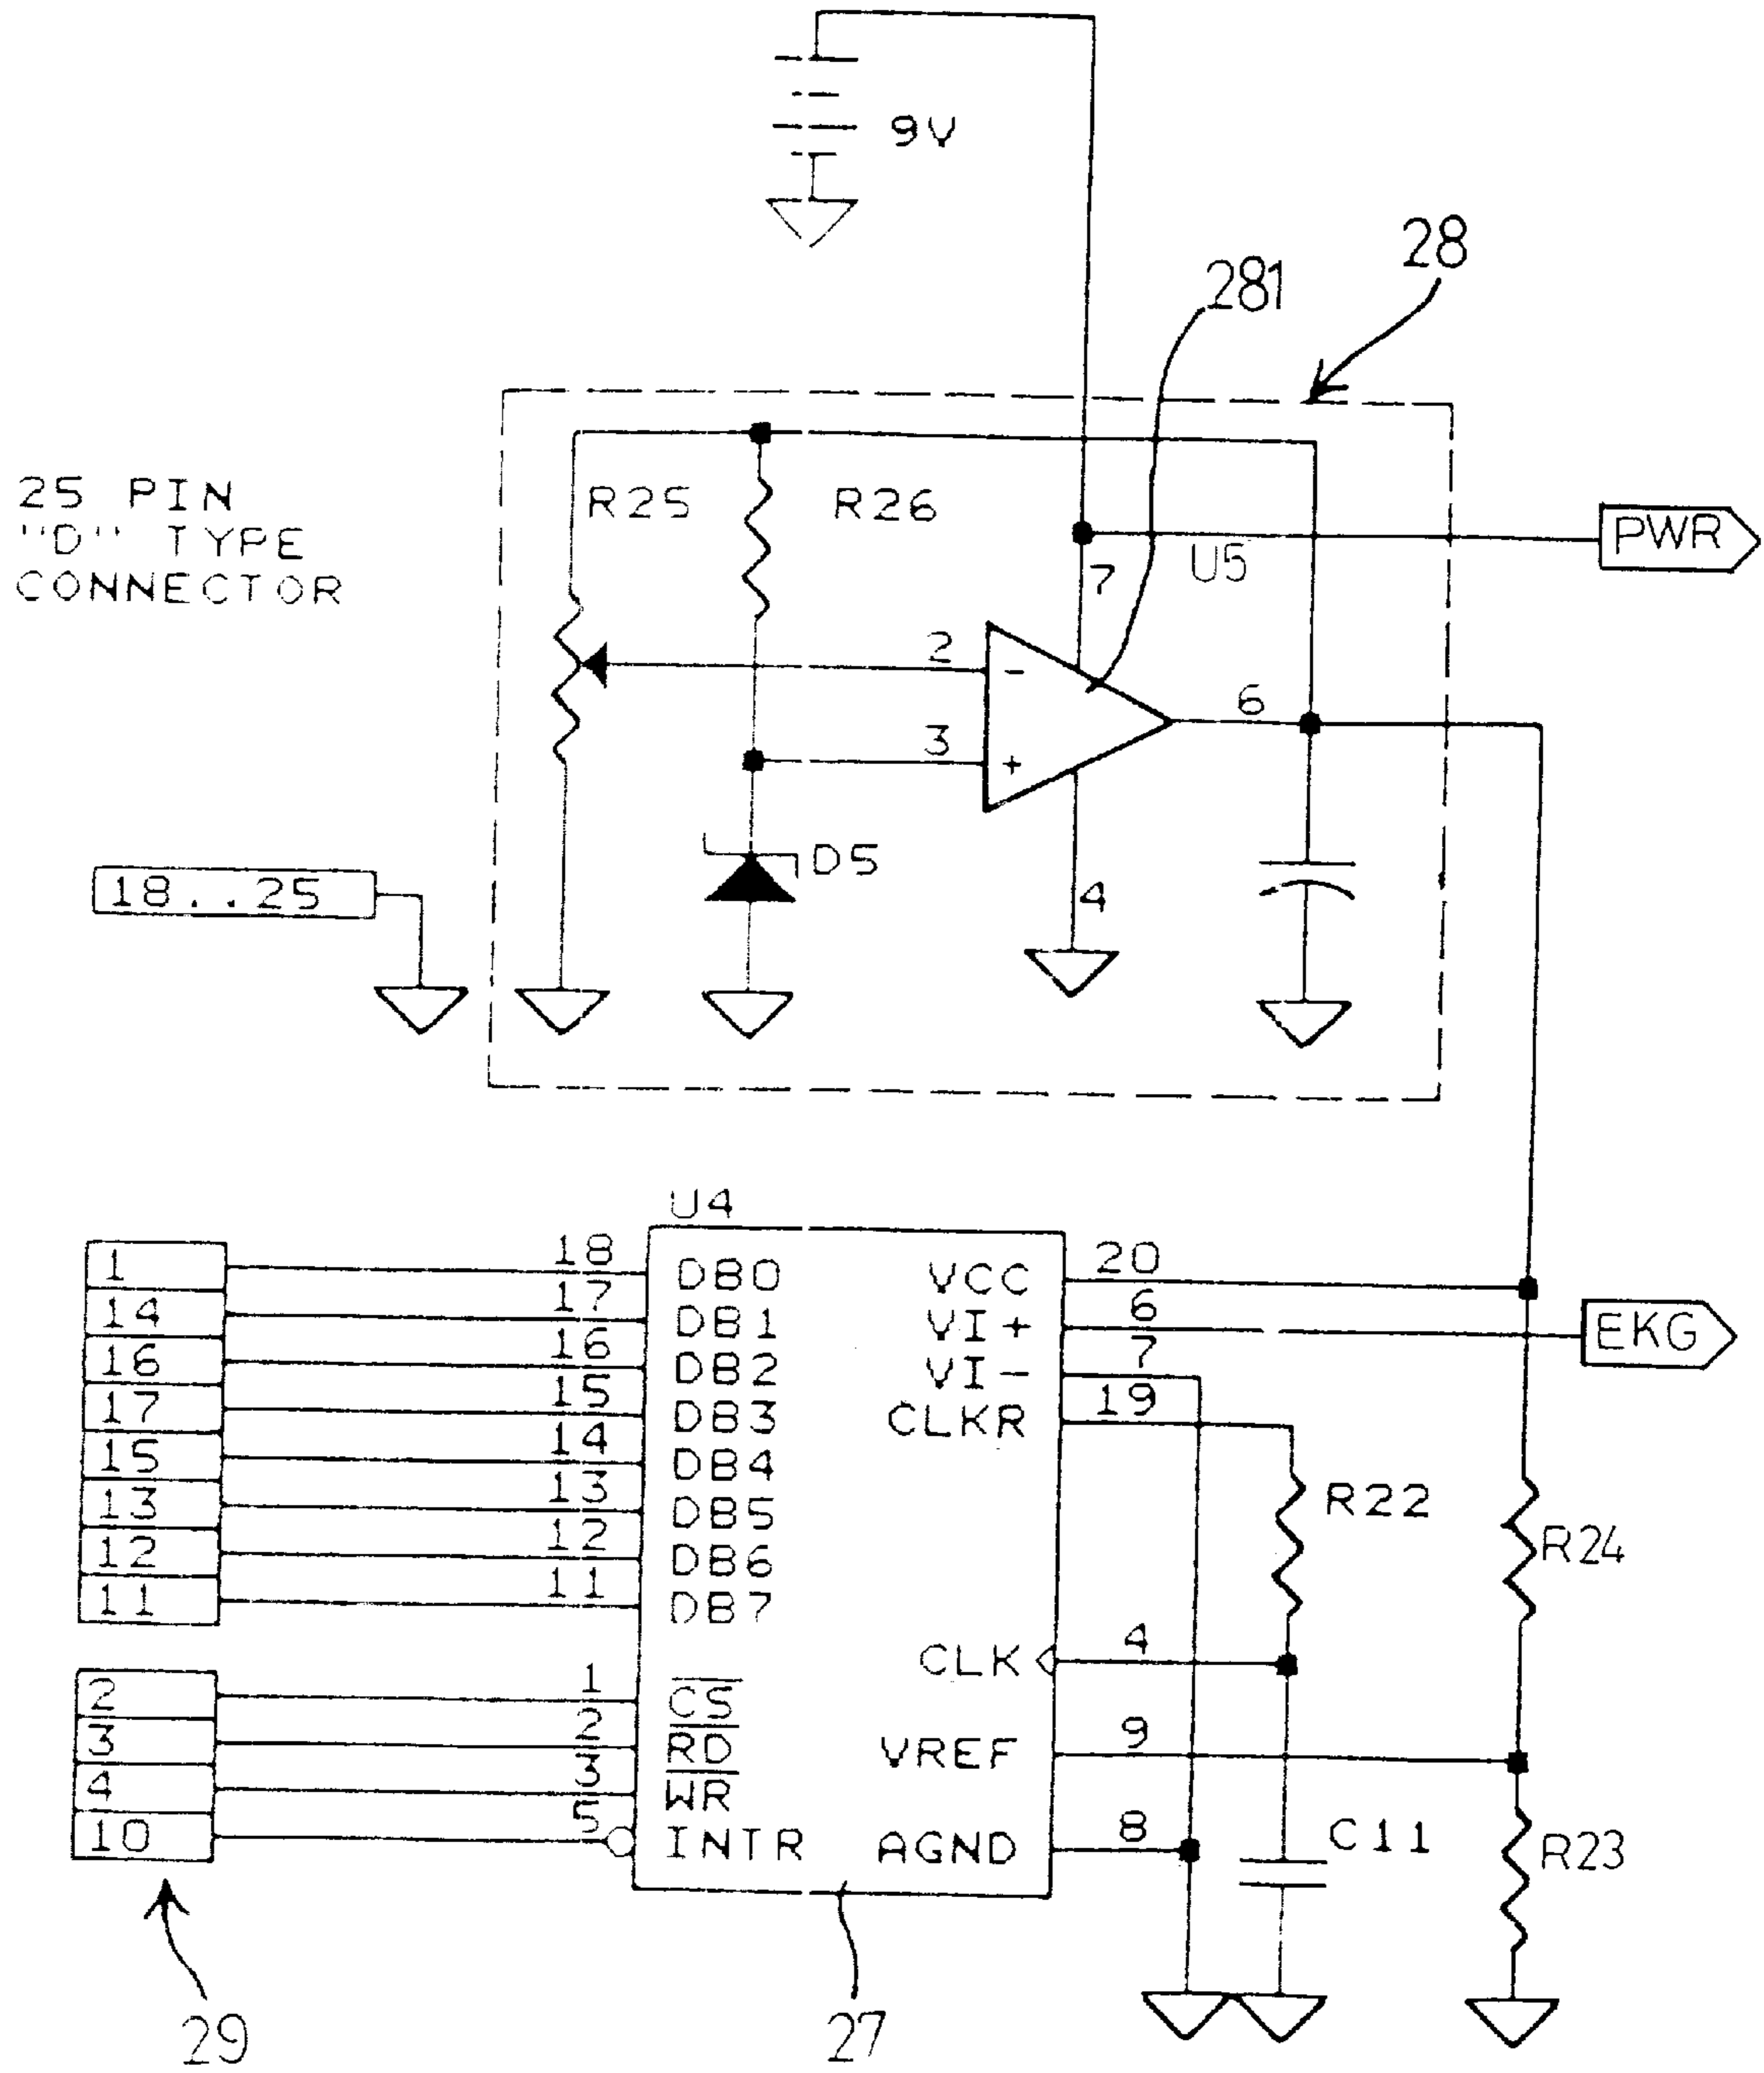 9V
28
281
25 PIN
"D" TYPE
CONNECTOR
R25
R26
PWR
U5
7
2
-
6
3
+
D5
4
18..25
U4
1 18 DB0 VCC 20
14 17 DB1 VI+ 6 EKG
16 16 DB2 VI- 7
17 15 DB3 CLKR 19
15 14 DB4
13 13 DB5 R22
12 12 DB6 R24
11 11 DB7
CLK 4
2 1 CS
3 2 RD VREF 9
4 3 WR
10 5 INTR AGND 8 C11 R23
29
27